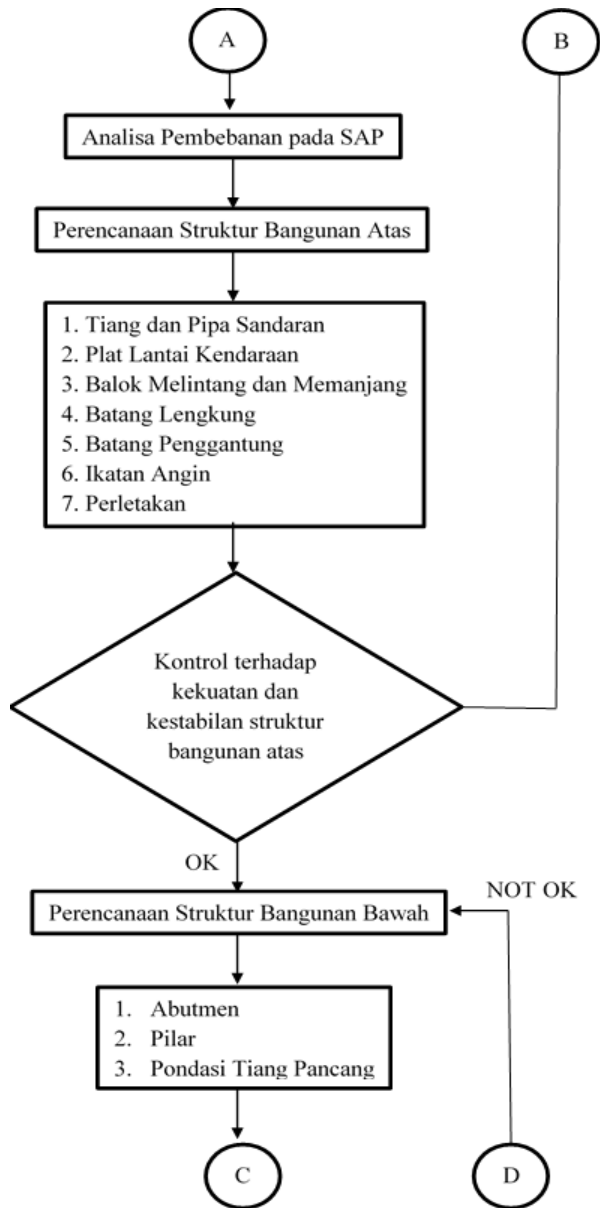 A
B
Analisa Pembebanan pada SAP
Perencanaan Struktur Bangunan Atas
1. Tiang dan Pipa Sandaran
2. Plat Lantai Kendaraan
3. Balok Melintang dan Memanjang
4. Batang Lengkung
5. Batang Penggantung
6. Ikatan Angin
7. Perletakan
Kontrol terhadap
kekuatan dan
kestabilan struktur
bangunan atas
OK
NOT OK
Perencanaan Struktur Bangunan Bawah
1. Abutmen
2. Pilar
3. Pondasi Tiang Pancang
C
D